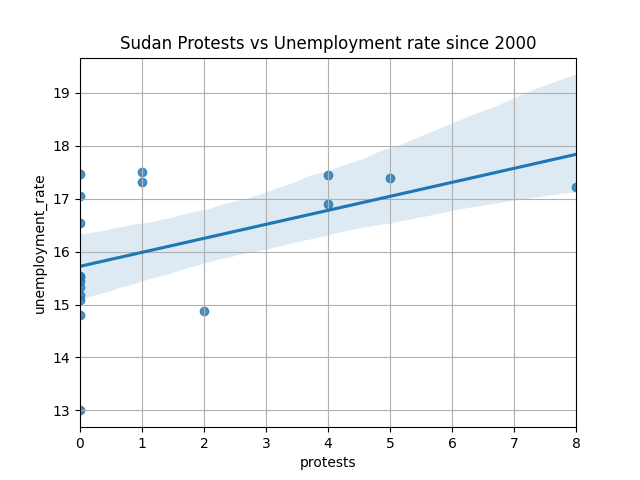 Sudan Protests vs Unemployment rate since 2000
19
18
17
16
15
14
13
unemployment_rate
0 1 2 3 4 5 6 7 8
protests